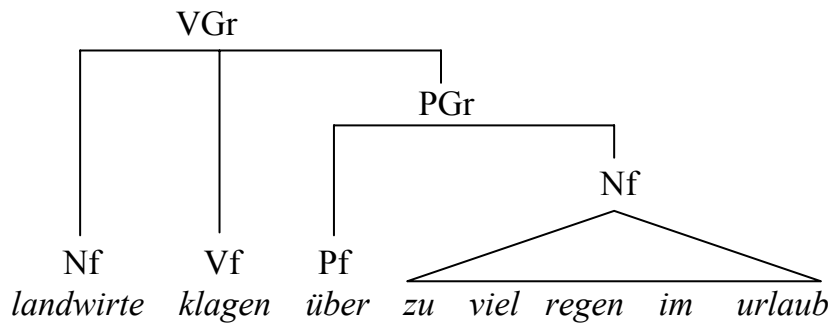 VGr
PGr
Nf
Nf Vf Pf
landwirte klagen über zu viel regen im urlaub